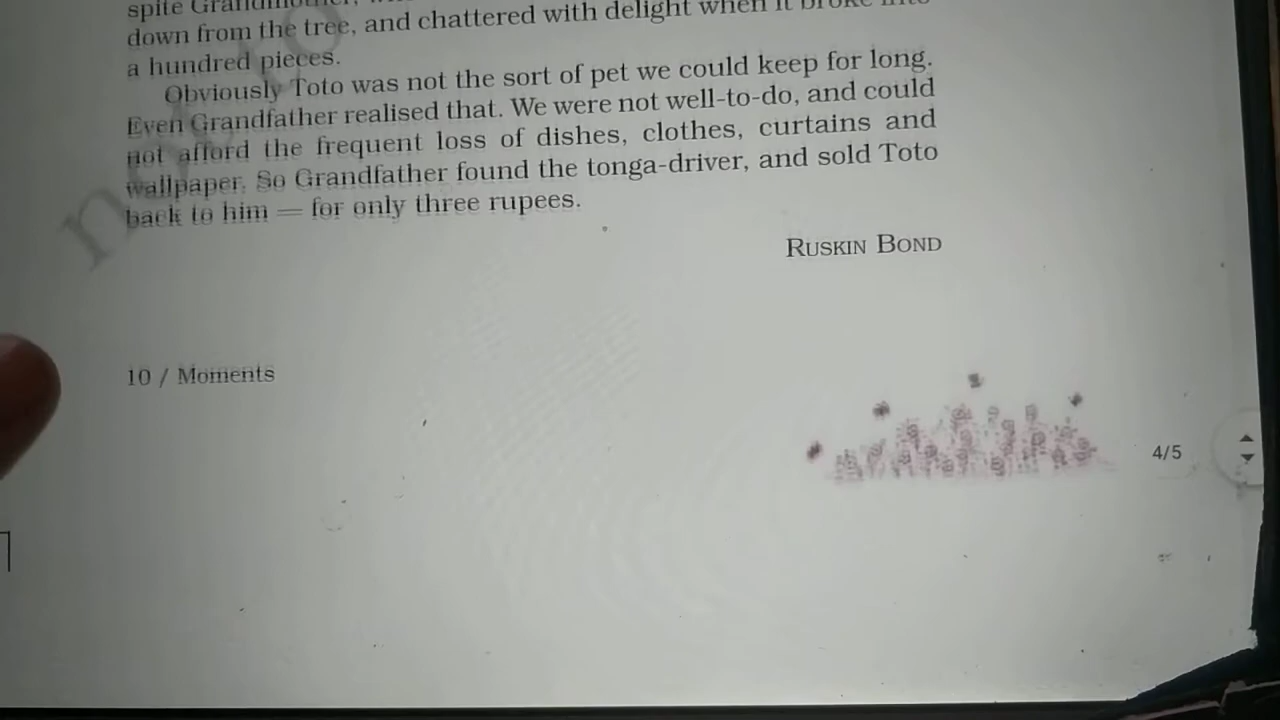 spite Grandmother,
down from the tree, and chattered with delight when it broke into
a hundred pieces.
Obviously Toto was not the sort of pet we could keep for long.
Even Grandfather realised that. We were not well-to-do, and could
not afford the frequent loss of dishes, clothes, curtains and
wallpaper. So Grandfather found the tonga-driver, and sold Toto
back to him — for only three rupees.
RUSKIN BOND
10 / Moments
4/5